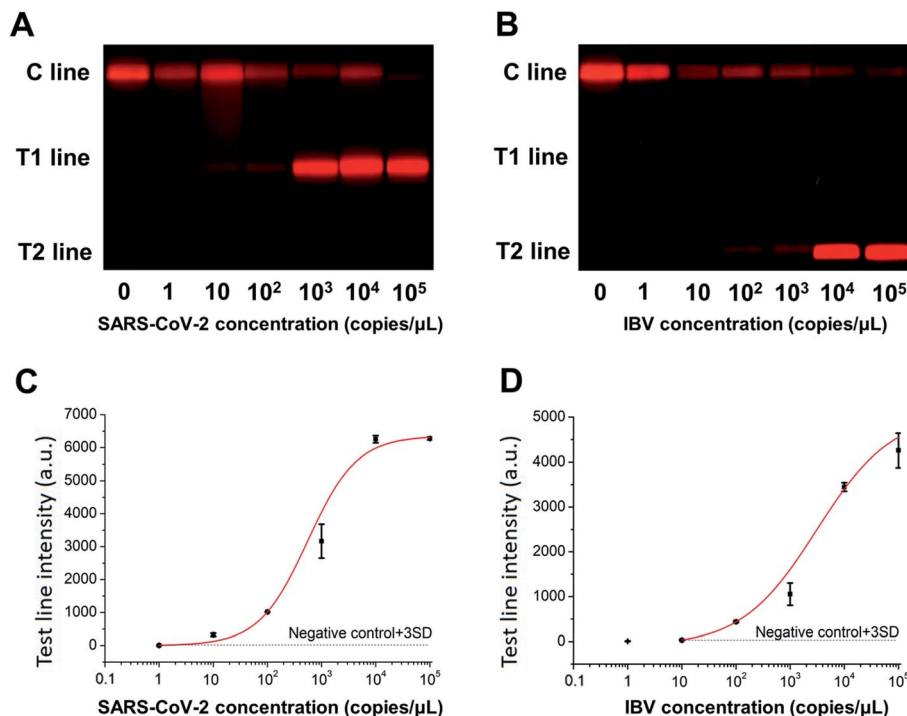 A
C line
T1 line
T2 line
0 1 10 10² 10³ 10⁴ 10⁵
SARS-CoV-2 concentration (copies/μL)
B
C line
T1 line
T2 line
0 1 10 10² 10³ 10⁴ 10⁵
IBV concentration (copies/μL)
C
Test line intensity (a.u.)
7000
6000
5000
4000
3000
2000
1000
0
Negative control+3SD
0.1 1 10 10² 10³ 10⁴ 10⁵
SARS-CoV-2 concentration (copies/μL)
D
Test line intensity (a.u.)
5000
4000
3000
2000
1000
0
Negative control+3SD
0.1 1 10 10² 10³ 10⁴ 10⁵
IBV concentration (copies/μL)